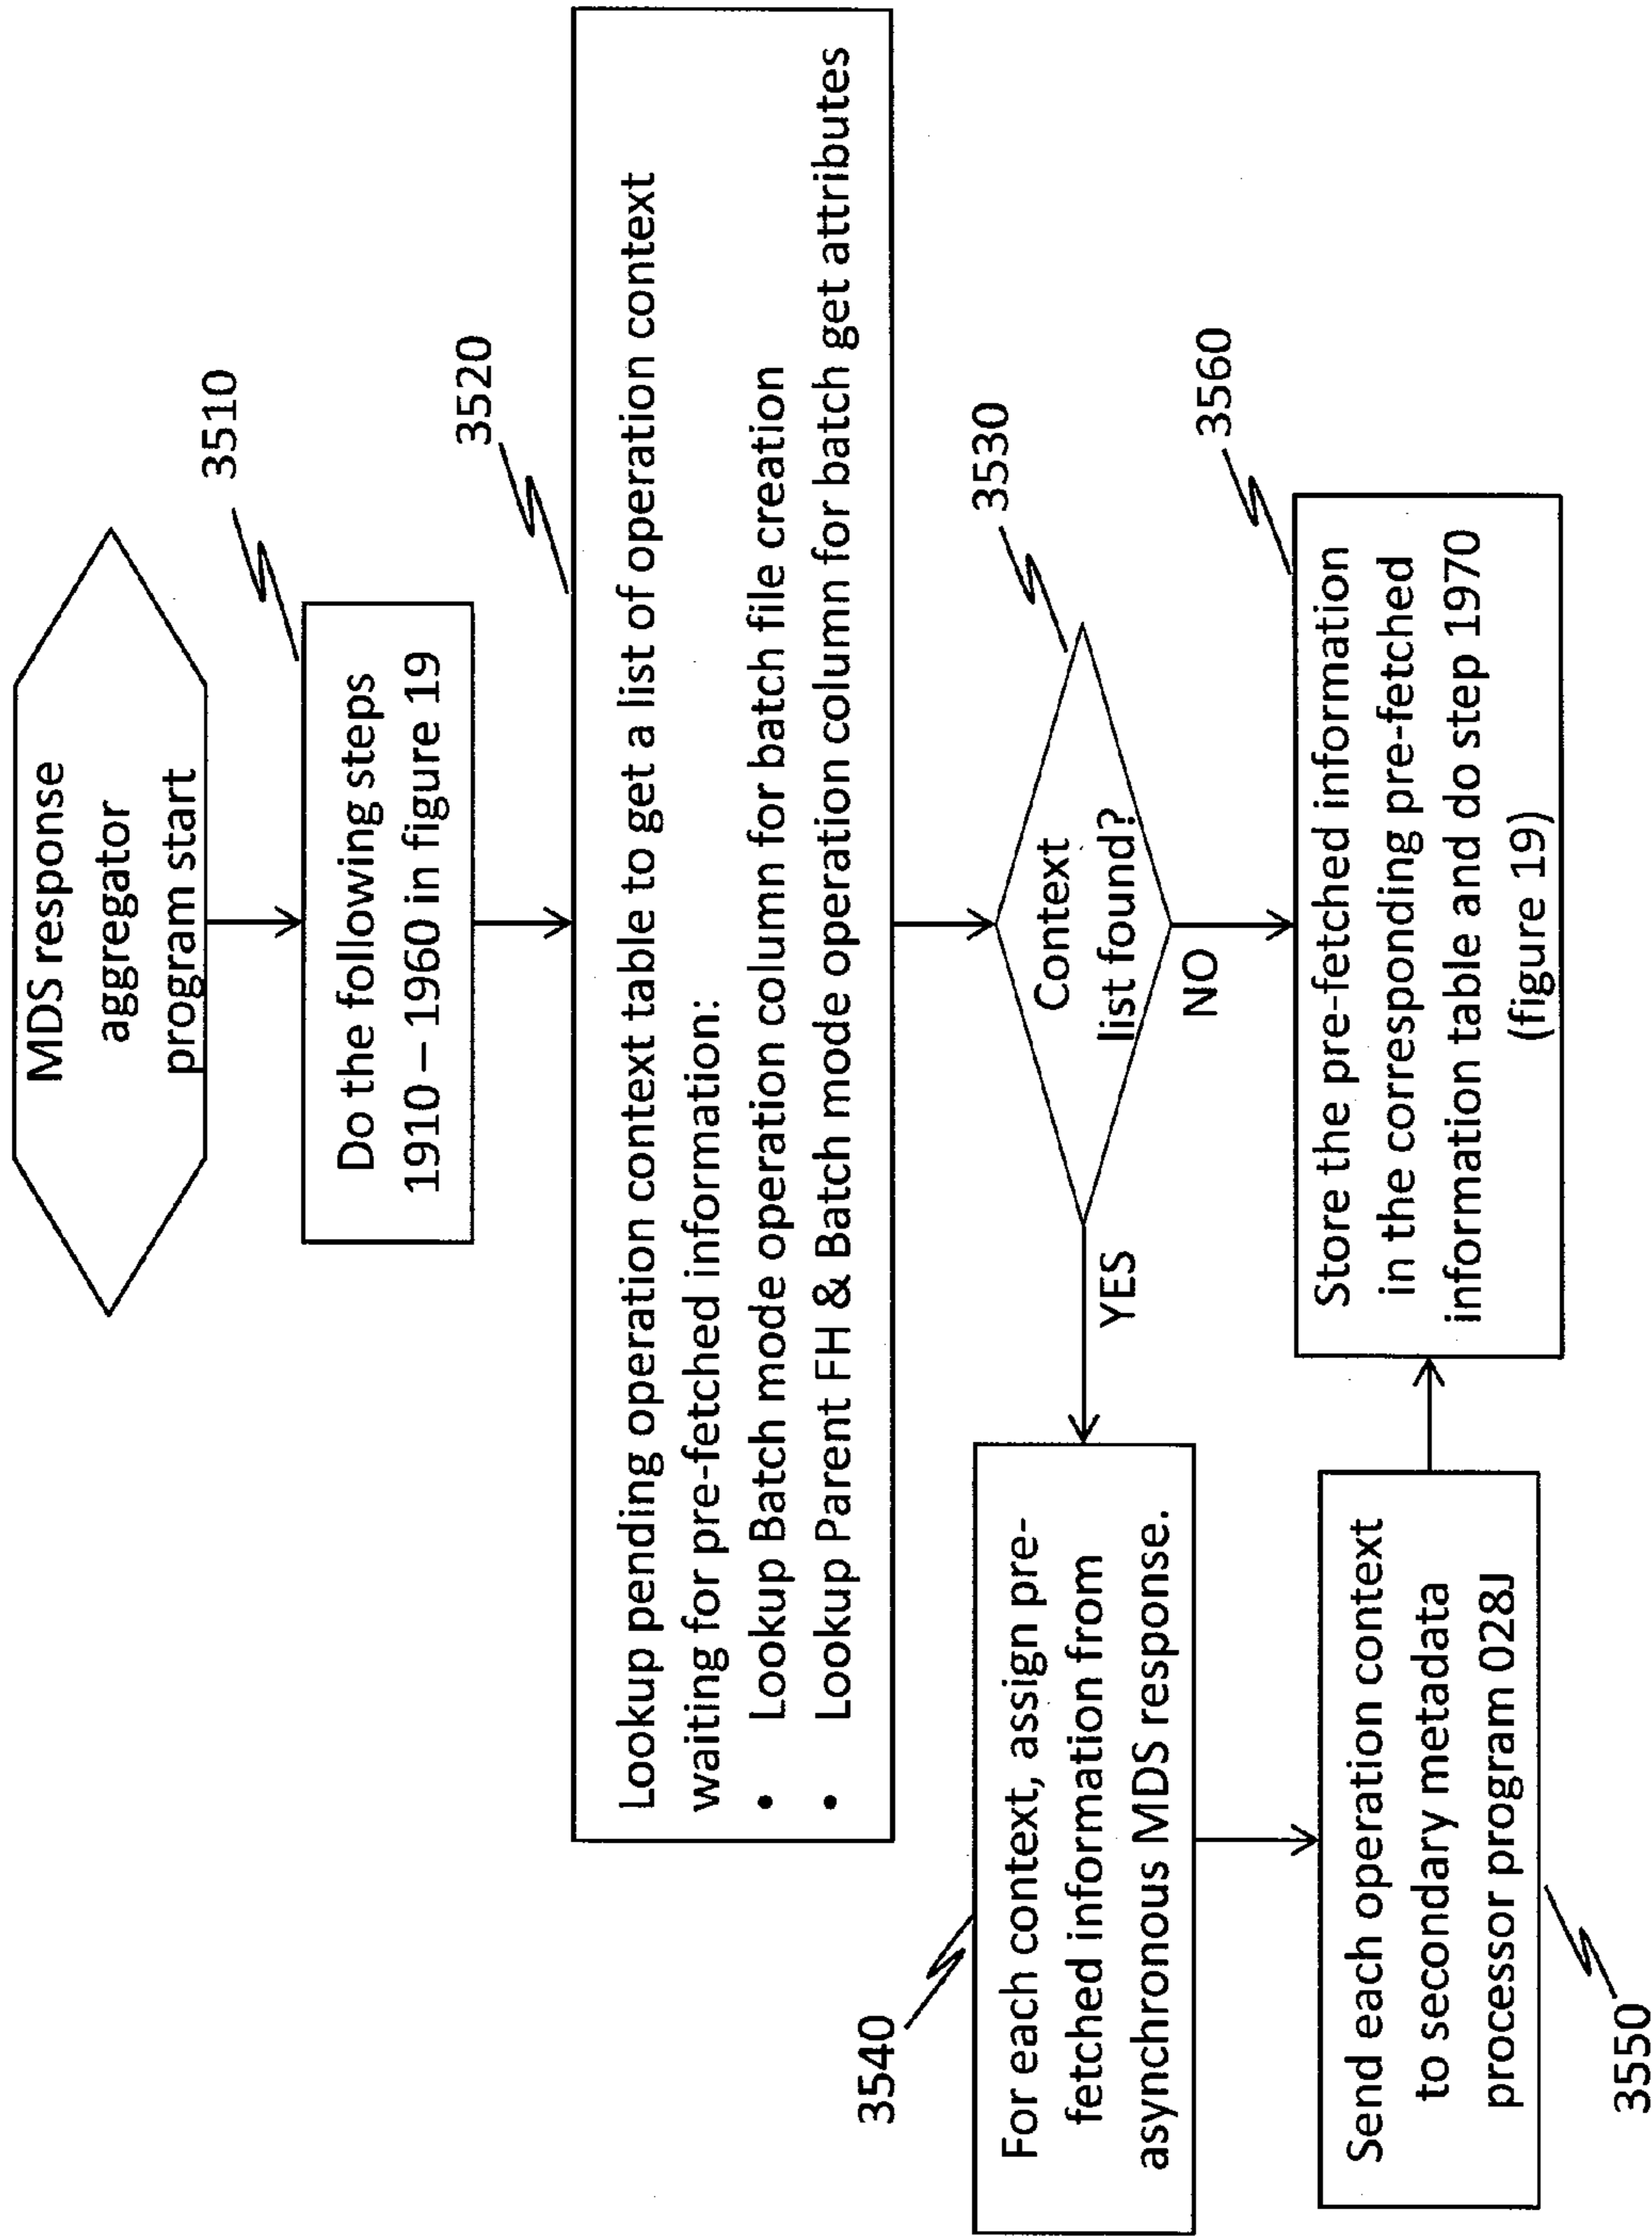 MDS response
aggregator
program start
3510
Do the following steps
1910 – 1960 in figure 19
3520
Lookup pending operation context table to get a list of operation context
waiting for pre-fetched information:
• Lookup Batch mode operation column for batch file creation
• Lookup Parent FH & Batch mode operation column for batch get attributes
3530
Context
list found?
YES
NO
3540
For each context, assign pre-
fetched information from
asynchronous MDS response.
3560
Store the pre-fetched information
in the corresponding pre-fetched
information table and do step 1970
(figure 19)
Send each operation context
to secondary metadata
processor program 028J
3550